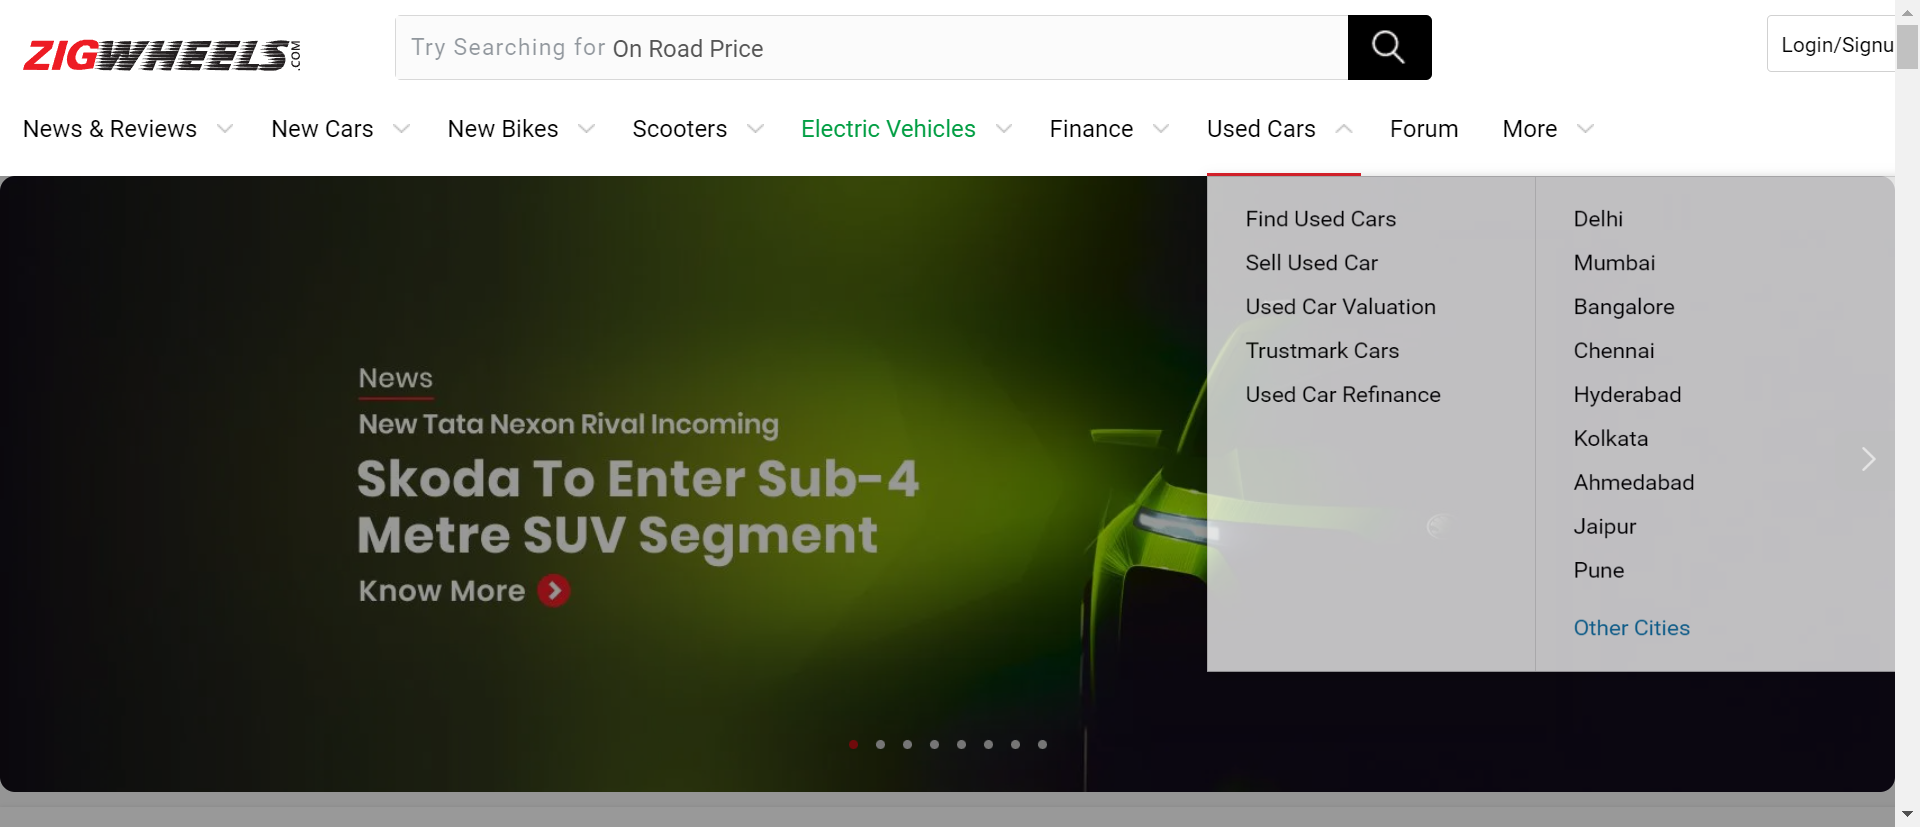 ZIGWHEELS.COM
Try Searching for On Road Price
Login/Signu
News & Reviews
New Cars
New Bikes
Scooters
Electric Vehicles
Finance
Used Cars
Forum
More
Find Used Cars
Sell Used Car
Used Car Valuation
Trustmark Cars
Used Car Refinance
Delhi
Mumbai
Bangalore
Chennai
Hyderabad
Kolkata
Ahmedabad
Jaipur
Pune
Other Cities
News
New Tata Nexon Rival Incoming
Skoda To Enter Sub-4
Metre SUV Segment
Know More